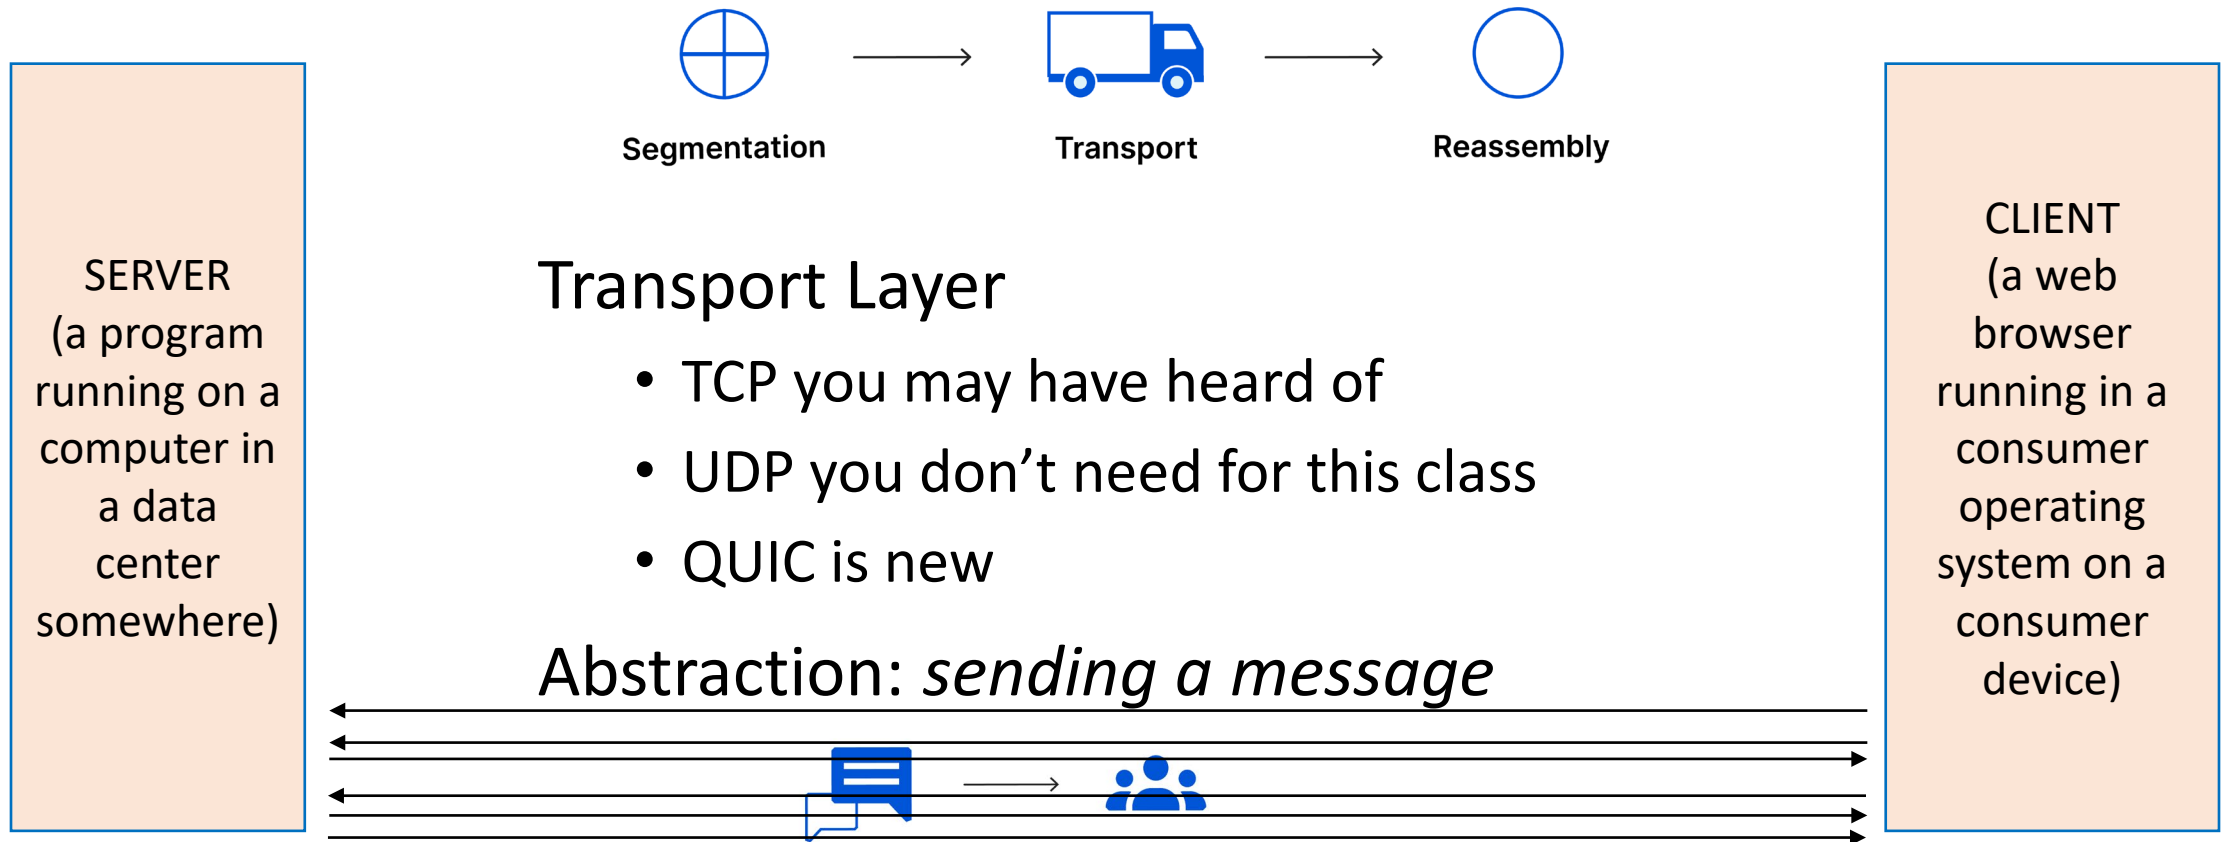 Segmentation
Transport
Reassembly
SERVER
(a program
running on a
computer in
a data
center
somewhere)
Transport Layer
• TCP you may have heard of
• UDP you don’t need for this class
• QUIC is new
Abstraction: sending a message
CLIENT
(a web
browser
running in a
consumer
operating
system on a
consumer
device)